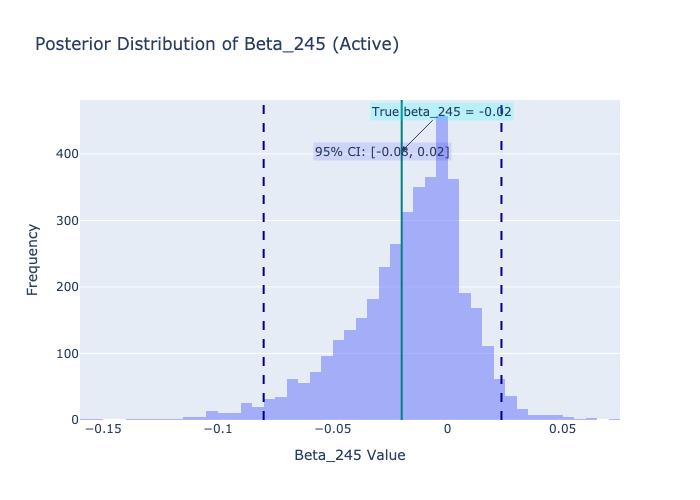 Posterior Distribution of Beta_245 (Active)
True beta_245 = -0.02
95% CI: [-0.08, 0.02]
400
300
200
100
0
Frequency
−0.15
−0.1
−0.05
0
0.05
Beta_245 Value